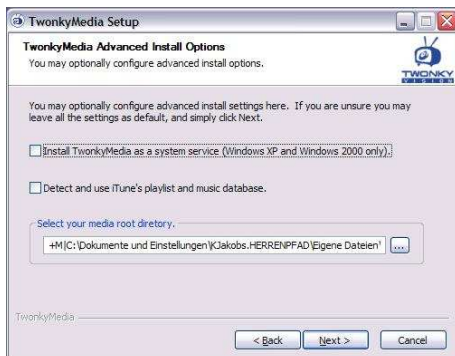 TwonkyMedia Setup
TwonkyMedia Advanced Install Options
You may optionally configure advanced install options.
TWONKY
VISION
You may optionally configure advanced install settings here. If you are unsure you may
leave all the settings as default, and simply click Next.
Install TwonkyMedia as a system service (Windows XP and Windows 2000 only).
Detect and use iTune's playlist and music database.
Select your media root diretory.
+M|C:\Dokumente und Einstellungen\KJakobs.HERRENPFAD\Eigene Dateien\
...
TwonkyMedia
< Back
Next >
Cancel